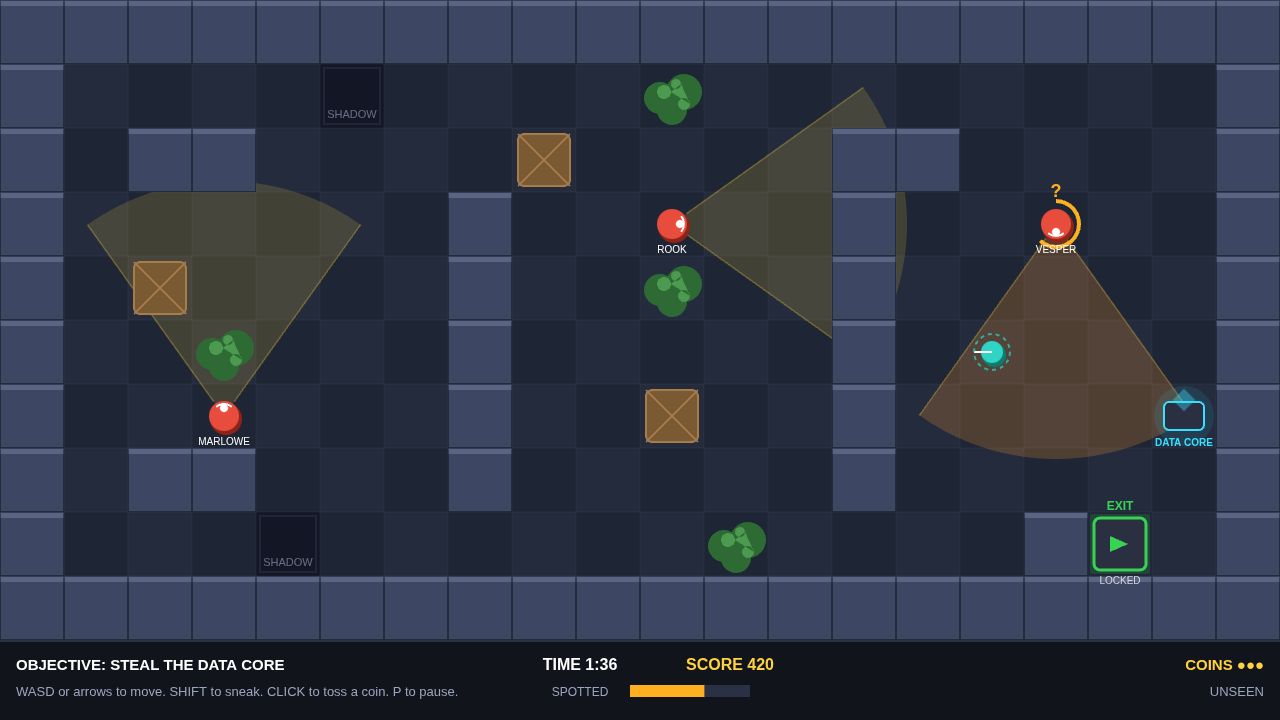 SHADOW
?
ROOK
VESPER
MARLOWE
DATA CORE
EXIT
SHADOW
LOCKED
OBJECTIVE: STEAL THE DATA CORE
TIME 1:36
SCORE 420
COINS ●●●
WASD or arrows to move. SHIFT to sneak. CLICK to toss a coin. P to pause.
SPOTTED
UNSEEN